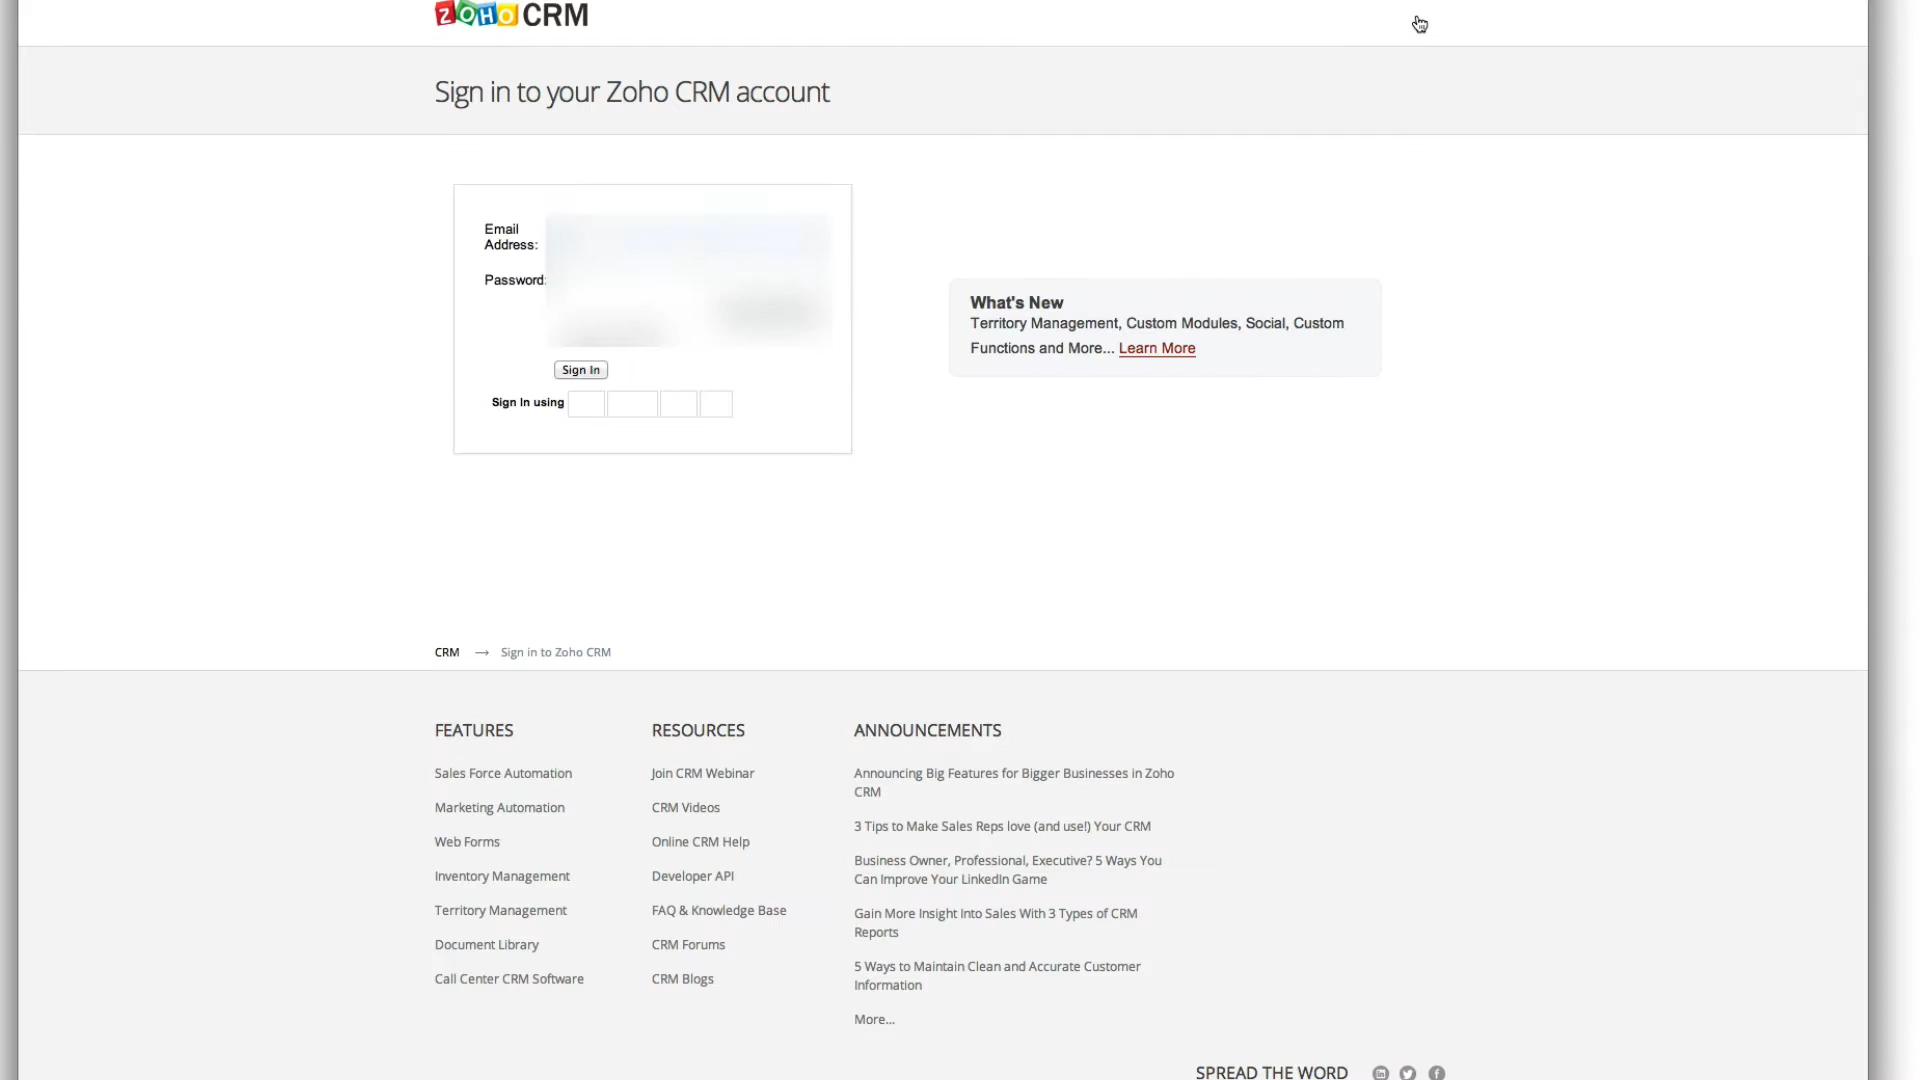 ZOHO CRM
Sign in to your Zoho CRM account
Email
Address:
Password:
Sign In
Sign In using
What's New
Territory Management, Custom Modules, Social, Custom
Functions and More... Learn More
CRM → Sign in to Zoho CRM
FEATURES
Sales Force Automation
Marketing Automation
Web Forms
Inventory Management
Territory Management
Document Library
Call Center CRM Software
RESOURCES
Join CRM Webinar
CRM Videos
Online CRM Help
Developer API
FAQ & Knowledge Base
CRM Forums
CRM Blogs
ANNOUNCEMENTS
Announcing Big Features for Bigger Businesses in Zoho
CRM
3 Tips to Make Sales Reps love (and use!) Your CRM
Business Owner, Professional, Executive? 5 Ways You
Can Improve Your LinkedIn Game
Gain More Insight Into Sales With 3 Types of CRM
Reports
5 Ways to Maintain Clean and Accurate Customer
Information
More...
SPREAD THE WORD